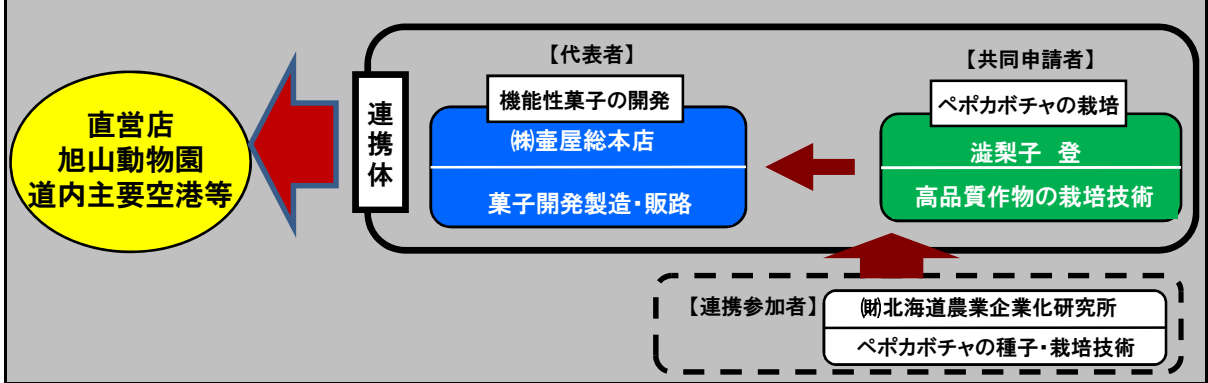 【代表者】
【共同申請者】
機能性菓子の開発
ペポカボチャの栽培
連携体
直営店
旭山動物園
道内主要空港等
㈱壷屋総本店
菓子開発製造・販路
澁梨子 登
高品質作物の栽培技術
【連携参加者】
㈶北海道農業企業化研究所
ペポカボチャの種子・栽培技術